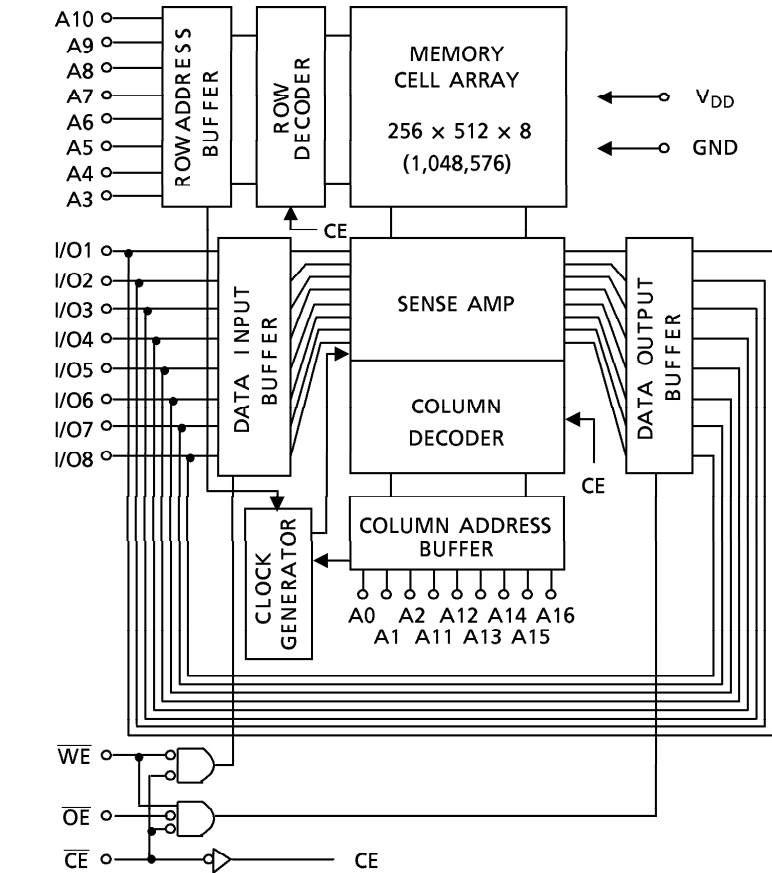 A10
A9
A8
A7
A6
A5
A4
A3
ROW ADDRESS
BUFFER
ROW
DECODER
MEMORY
CELL ARRAY
256 × 512 × 8
(1,048,576)
VDD
GND
CE
I/O1
I/O2
I/O3
I/O4
I/O5
I/O6
I/O7
I/O8
DATA INPUT
BUFFER
SENSE AMP
COLUMN
DECODER
DATA OUTPUT
BUFFER
CE
CLOCK
GENERATOR
COLUMN ADDRESS
BUFFER
A0 A2 A12 A14 A16
A1 A11 A13 A15
W̅E̅
O̅E̅
C̅E̅
CE